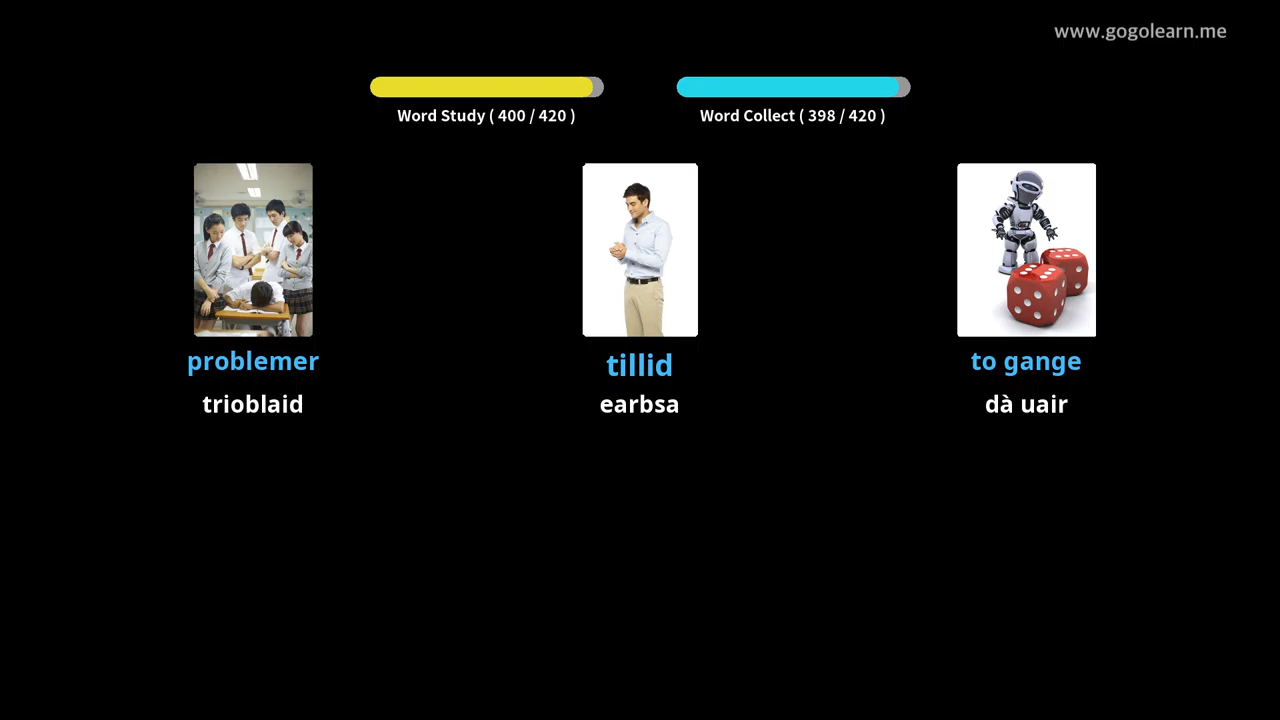 www.gogolearn.me
Word Study ( 400 / 420 )
Word Collect ( 398 / 420 )
problemer
tillid
to gange
trioblaid
earbsa
dà uair